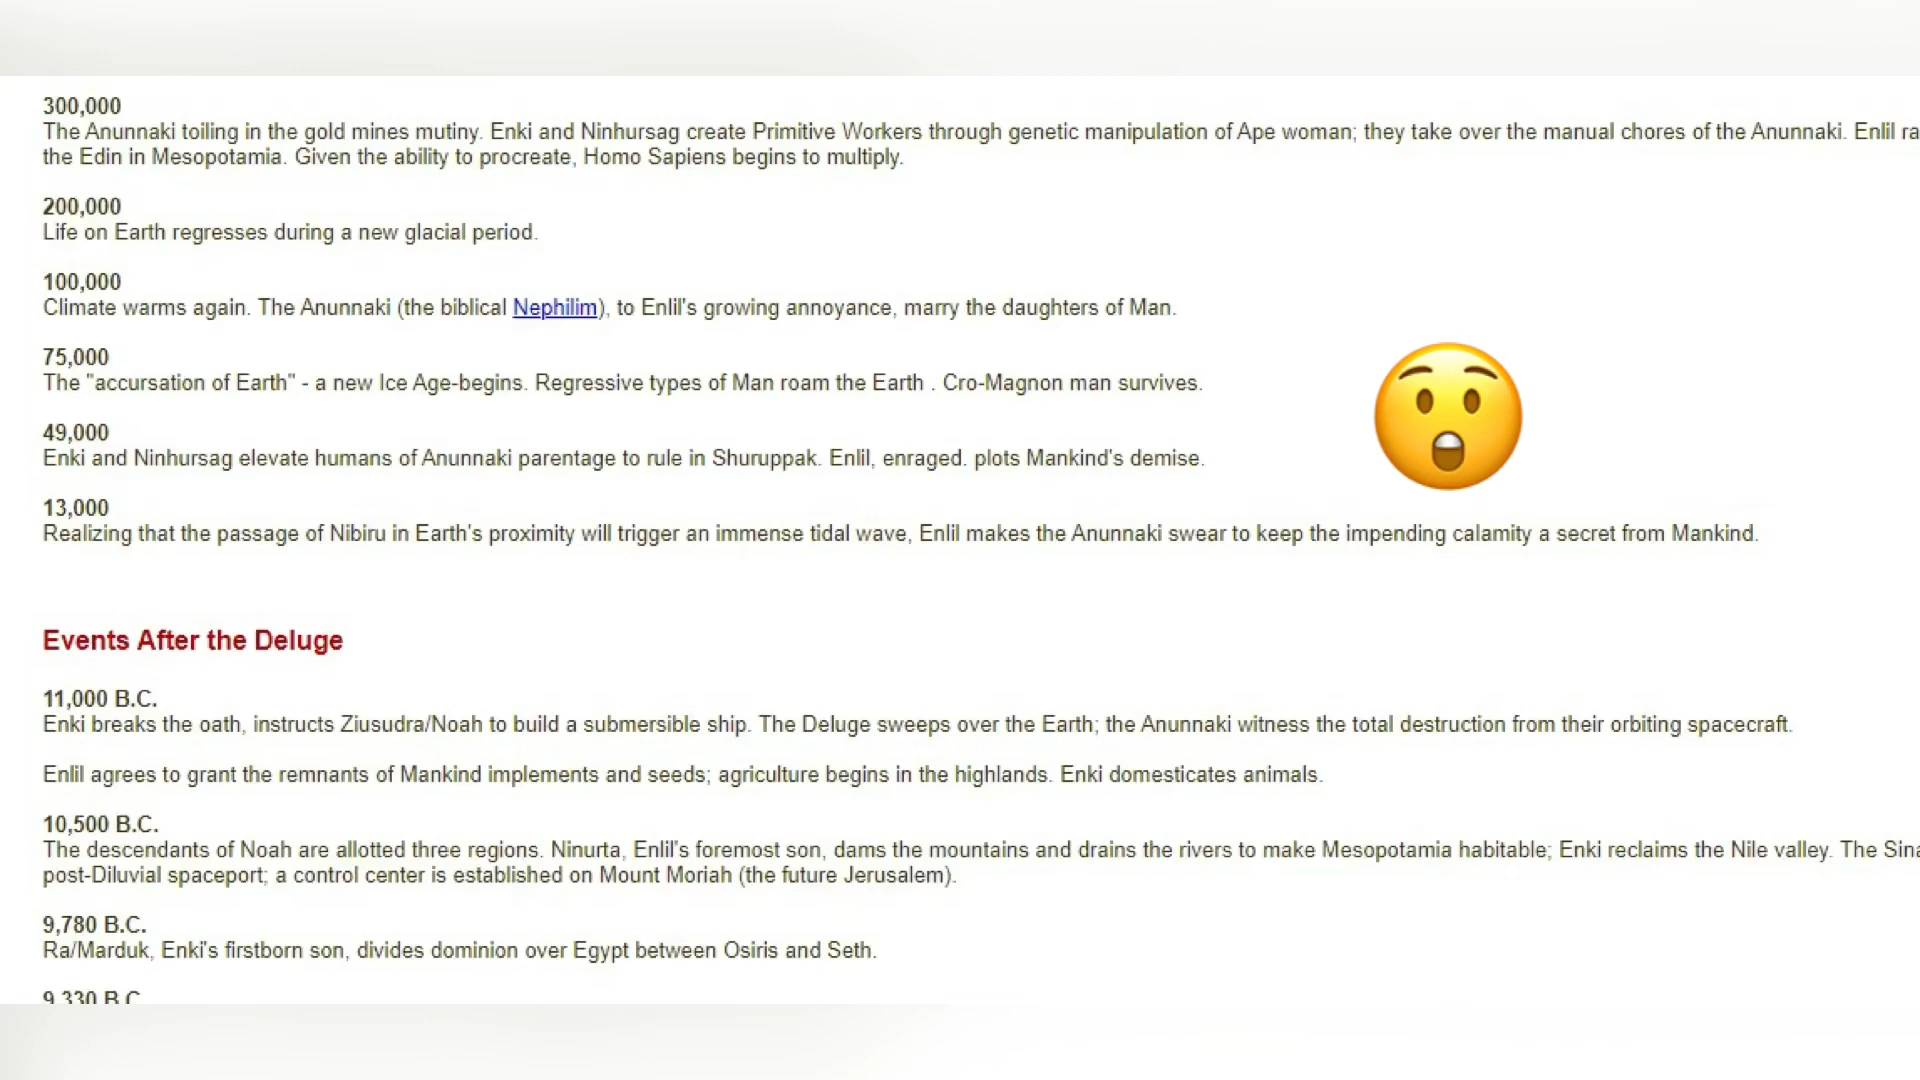 300,000
The Anunnaki toiling in the gold mines mutiny. Enki and Ninhursag create Primitive Workers through genetic manipulation of Ape woman; they take over the manual chores of the Anunnaki. Enlil
the Edin in Mesopotamia. Given the ability to procreate, Homo Sapiens begins to multiply.
200,000
Life on Earth regresses during a new glacial period.
100,000
Climate warms again. The Anunnaki (the biblical Nephilim), to Enlil's growing annoyance, marry the daughters of Man.
75,000
The "accursation of Earth" - a new Ice Age-begins. Regressive types of Man roam the Earth . Cro-Magnon man survives.
49,000
Enki and Ninhursag elevate humans of Anunnaki parentage to rule in Shuruppak. Enlil, enraged. plots Mankind's demise.
13,000
Realizing that the passage of Nibiru in Earth's proximity will trigger an immense tidal wave, Enlil makes the Anunnaki swear to keep the impending calamity a secret from Mankind.
Events After the Deluge
11,000 B.C.
Enki breaks the oath, instructs Ziusudra/Noah to build a submersible ship. The Deluge sweeps over the Earth; the Anunnaki witness the total destruction from their orbiting spacecraft.
Enlil agrees to grant the remnants of Mankind implements and seeds; agriculture begins in the highlands. Enki domesticates animals.
10,500 B.C.
The descendants of Noah are allotted three regions. Ninurta, Enlil's foremost son, dams the mountains and drains the rivers to make Mesopotamia habitable; Enki reclaims the Nile valley. The
post-Diluvial spaceport; a control center is established on Mount Moriah (the future Jerusalem).
9,780 B.C.
Ra/Marduk, Enki's firstborn son, divides dominion over Egypt between Osiris and Seth.
9,330 B.C.